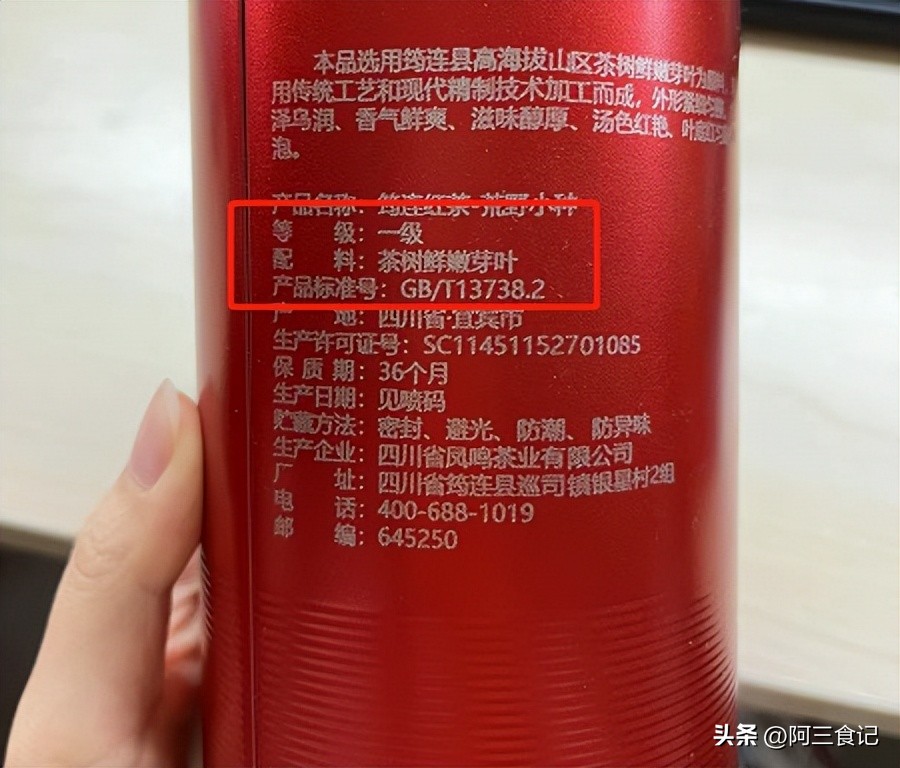 本品选用筠连县高海拔山区茶树鲜嫩芽叶为
用传统工艺和现代精制技术加工而成，外形
泽乌润、香气鲜爽、滋味醇厚、汤色红艳、叶底红
泡。
产品名称：筠连红茶·荒野小种
等级：一级
配料：茶树鲜嫩芽叶
产品标准号：GB/T13738.2
产地：四川省·宜宾市
生产许可证号：SC11451152701085
保质期：36个月
生产日期：见喷码
贮藏方法：密封、避光、防潮、防异味
生产企业：四川省凤鸣茶业有限公司
厂址：四川省筠连县巡司镇银星村2组
电话：400-688-1019
邮编：645250
头条 @阿三食记